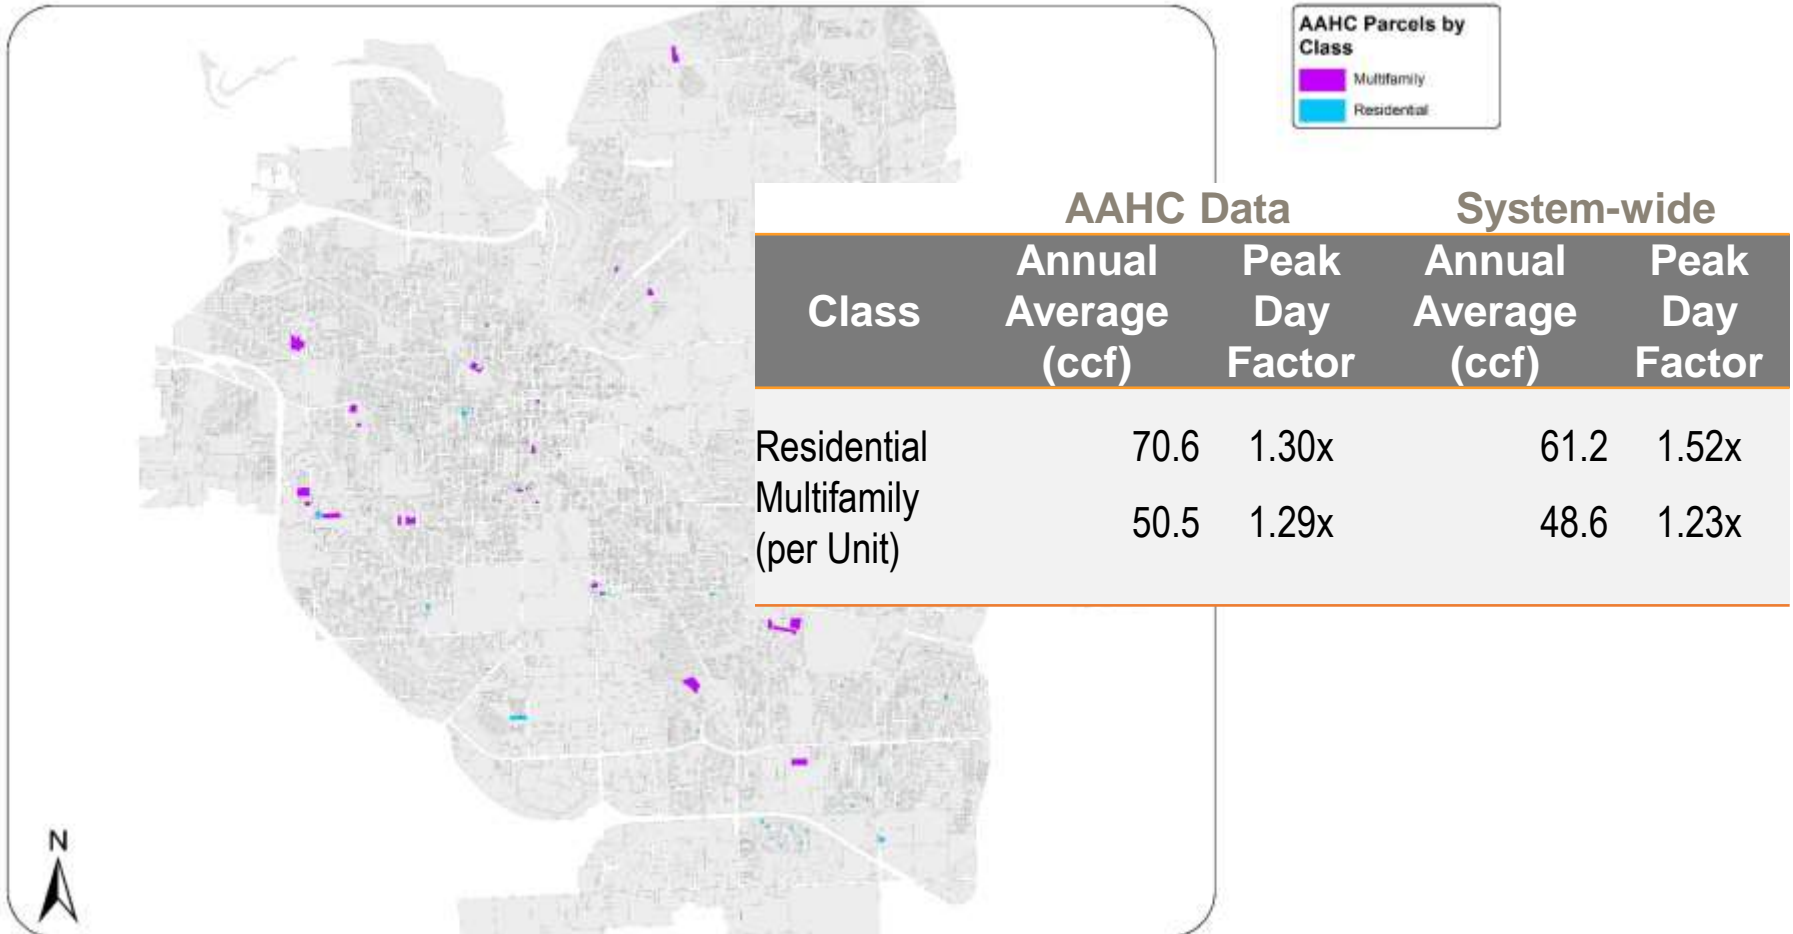 AAHC Parcels by
Class
Multifamily
Residential
AAHC Data System-wide
Class Annual Average (ccf) Peak Day Factor Annual Average (ccf) Peak Day Factor
Residential 70.6 1.30x 61.2 1.52x
Multifamily
(per Unit) 50.5 1.29x 48.6 1.23x
N